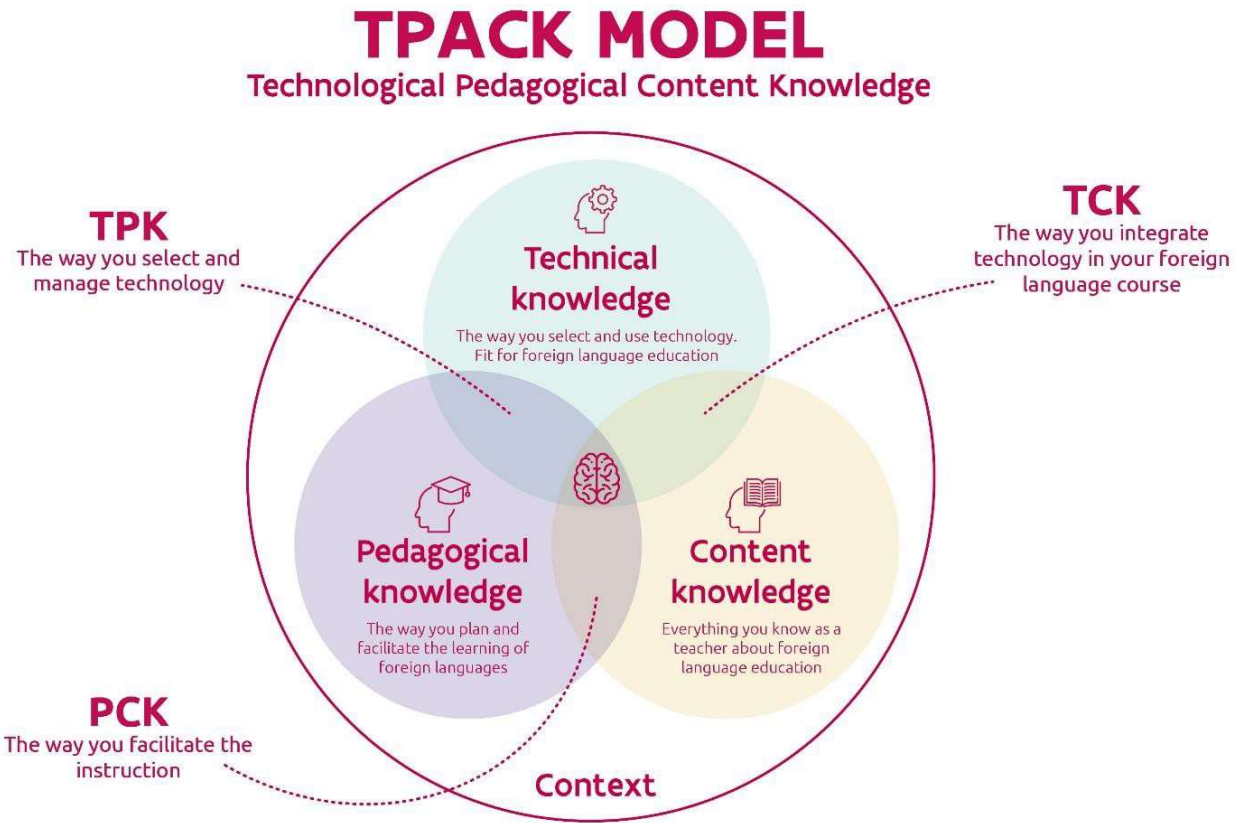 TPACK MODEL
Technological Pedagogical Content Knowledge
TPK
The way you select and
manage technology
TCK
The way you integrate
technology in your foreign
language course
Technical
knowledge
The way you select and use technology.
Fit for foreign language education
Pedagogical
knowledge
The way you plan and
facilitate the learning of
foreign languages
Content
knowledge
Everything you know as a
teacher about foreign
language education
PCK
The way you facilitate the
instruction
Context